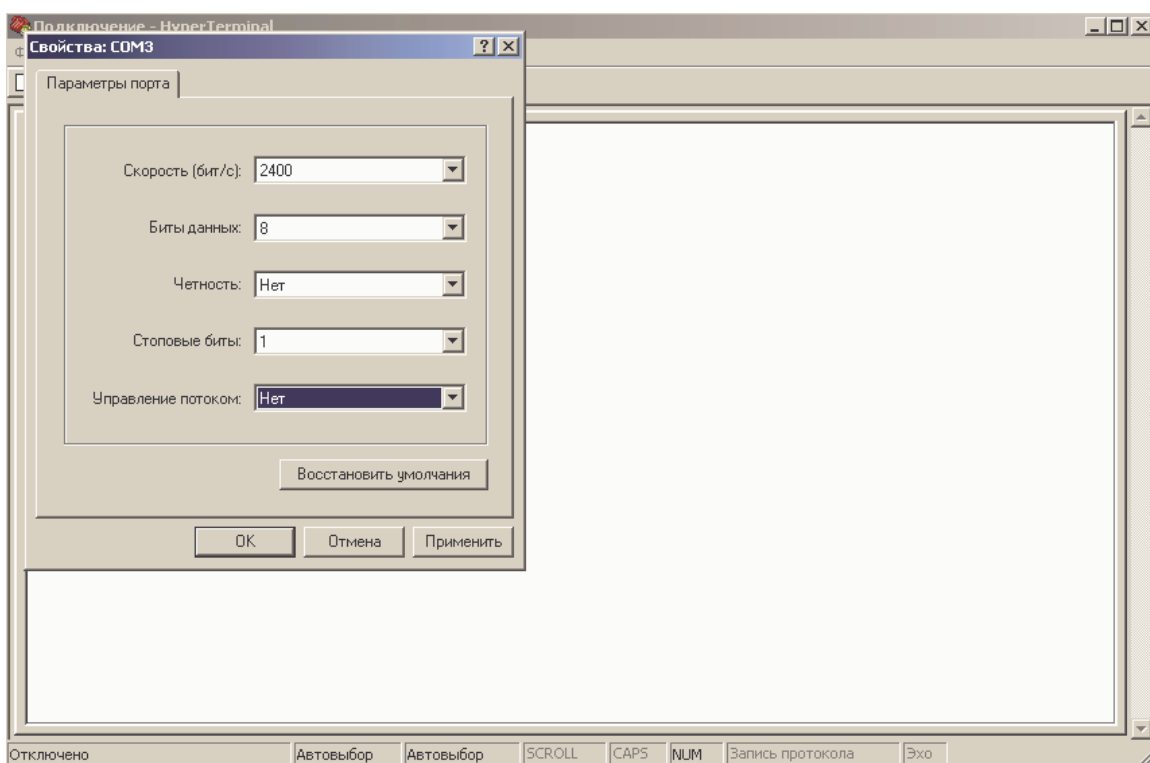 Подключение - HyperTerminal
Свойства: COM3
Параметры порта
Скорость (бит/с): 2400
Биты данных: 8
Четность: Нет
Стоповые биты: 1
Управление потоком: Нет
Восстановить умолчания
OK Отмена Применить
Отключено Автовыбор Автовыбор SCROLL CAPS NUM Запись протокола Эхо